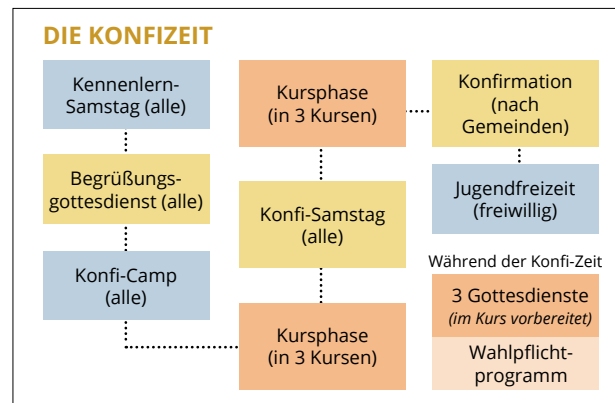 DIE KONFIZEIT
Kennenlern-
Samstag (alle)
Begrüßungs-
gottesdienst (alle)
Konfi-Camp
(alle)
Kursphase
(in 3 Kursen)
Konfi-Samstag
(alle)
Kursphase
(in 3 Kursen)
Konfirmation
(nach
Gemeinden)
Jugendfreizeit
(freiwillig)
Während der Konfi-Zeit
3 Gottesdienste
(im Kurs vorbereitet)
Wahlpflicht-
programm